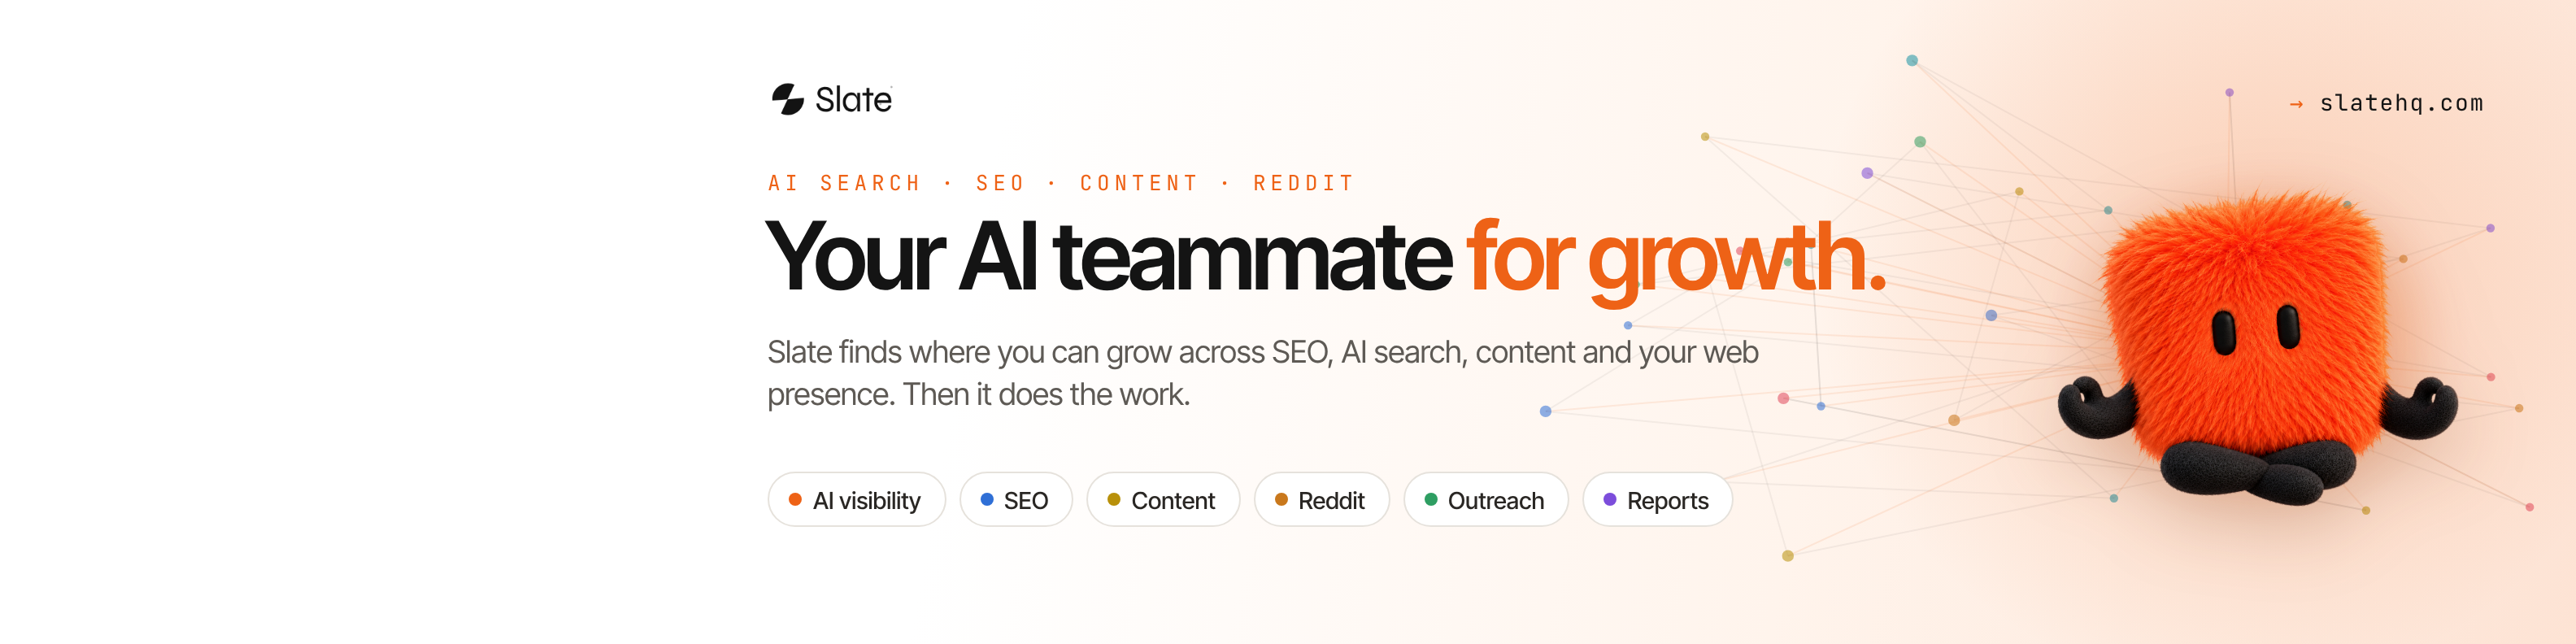 Slate
→ slatehq.com
AI SEARCH · SEO · CONTENT · REDDIT
Your AI teammate for growth.
Slate finds where you can grow across SEO, AI search, content and your web
presence. Then it does the work.
AI visibility
SEO
Content
Reddit
Outreach
Reports